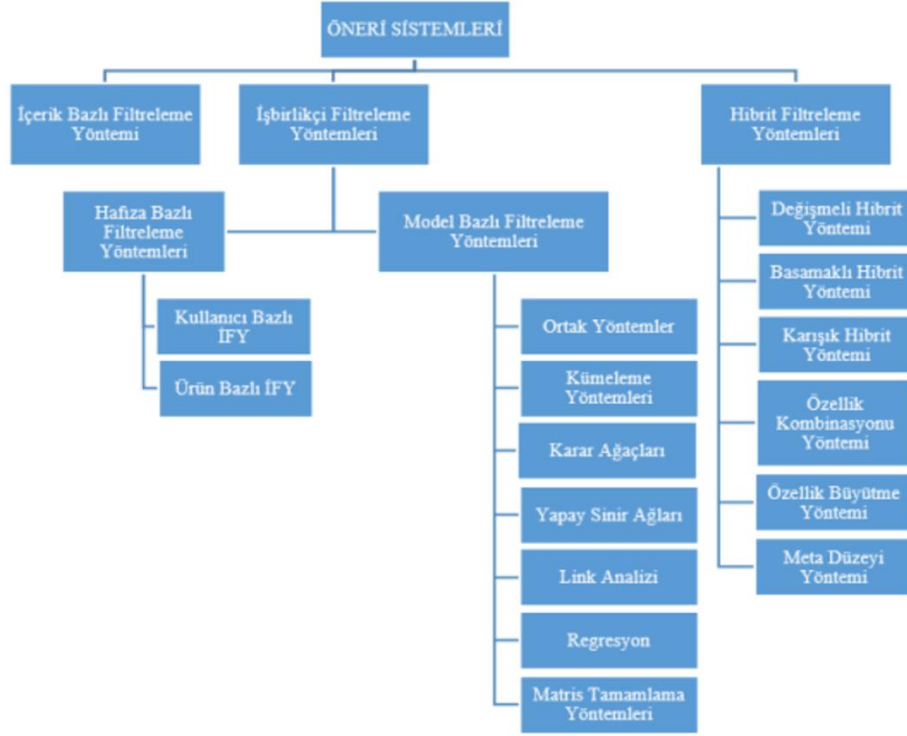 ÖNERİ SİSTEMLERİ
İçerik Bazlı Filtreleme
Yöntemi
İşbirlikçi Filtreleme
Yöntemleri
Hafıza Bazlı
Filtreleme
Yöntemleri
Kullanıcı Bazlı
İFY
Ürün Bazlı İFY
Model Bazlı Filtreleme
Yöntemleri
Ortak Yöntemler
Kümeleme
Yöntemleri
Karar Ağaçları
Yapay Sinir Ağları
Link Analizi
Regresyon
Matris Tamamlama
Yöntemleri
Hibrit Filtreleme
Yöntemleri
Değişmeli Hibrit
Yöntemi
Basamaklı Hibrit
Yöntemi
Karışık Hibrit
Yöntemi
Özellik
Kombinasyonu
Yöntemi
Özellik Büyütme
Yöntemi
Meta Düzeyi
Yöntemi